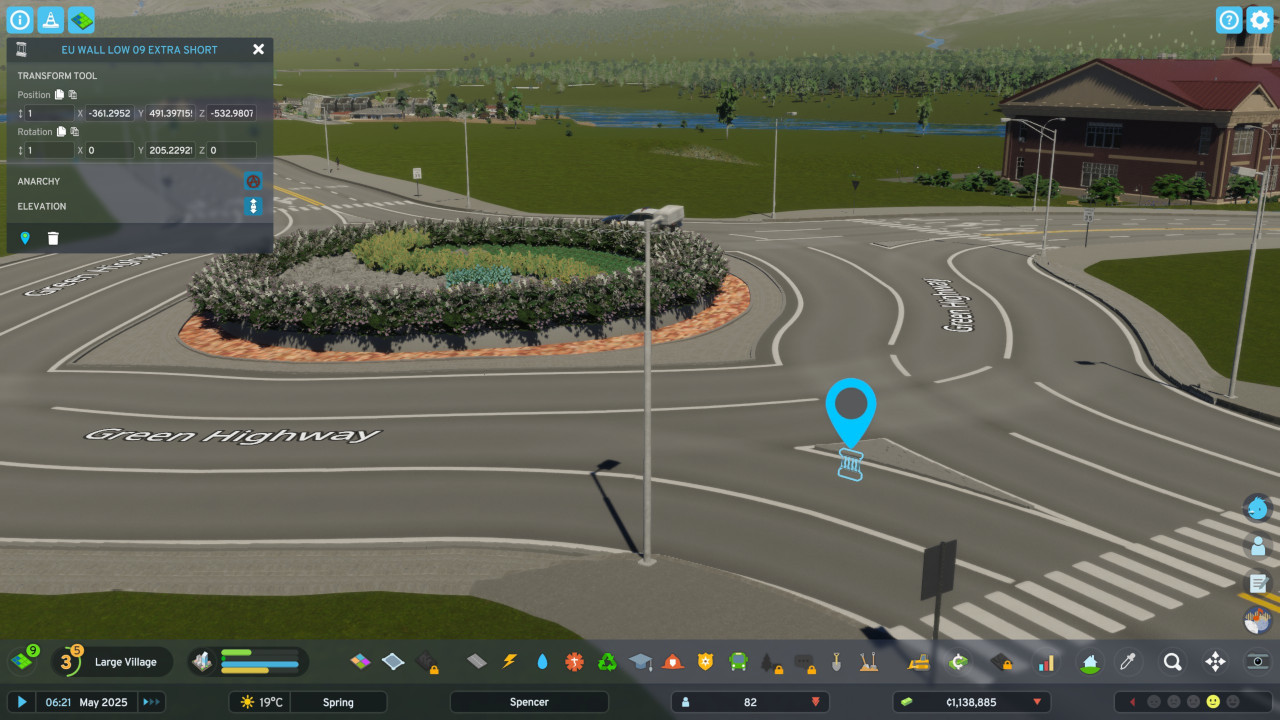 EU WALL LOW 09 EXTRA SHORT
TRANSFORM TOOL
Position
1 X -361.2952 Y 491.39715 Z -532.9807
Rotation
1 X 0 Y 205.2292 Z 0
ANARCHY
ELEVATION
Green Highway
Green Highway
Green Highway
9
3 5 Large Village
06:21 May 2025
19°C Spring
Spencer
82
¢1,138,885